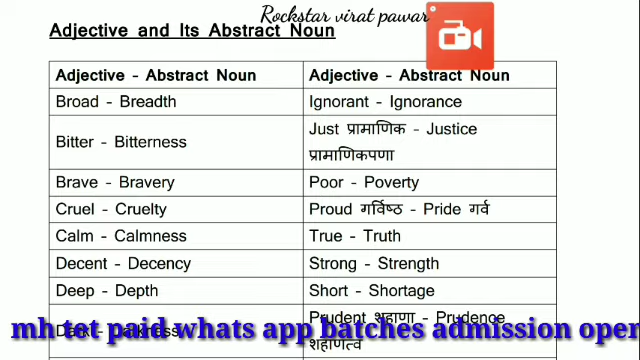 Rockstar virat pawar
Adjective and Its Abstract Noun
Adjective - Abstract Noun Adjective - Abstract Noun
Broad - Breadth Ignorant - Ignorance
Bitter - Bitterness Just प्रामाणिक - Justice
प्रामाणिकपणा
Brave - Bravery Poor - Poverty
Cruel - Cruelty Proud गर्विष्ठ - Pride गर्व
Calm - Calmness True - Truth
Decent - Decency Strong - Strength
Deep - Depth Short - Shortage
Dark - Darkness Prudent शहाणा - Prudence
शहाणत्व
mh tet paid whats app batches admission open